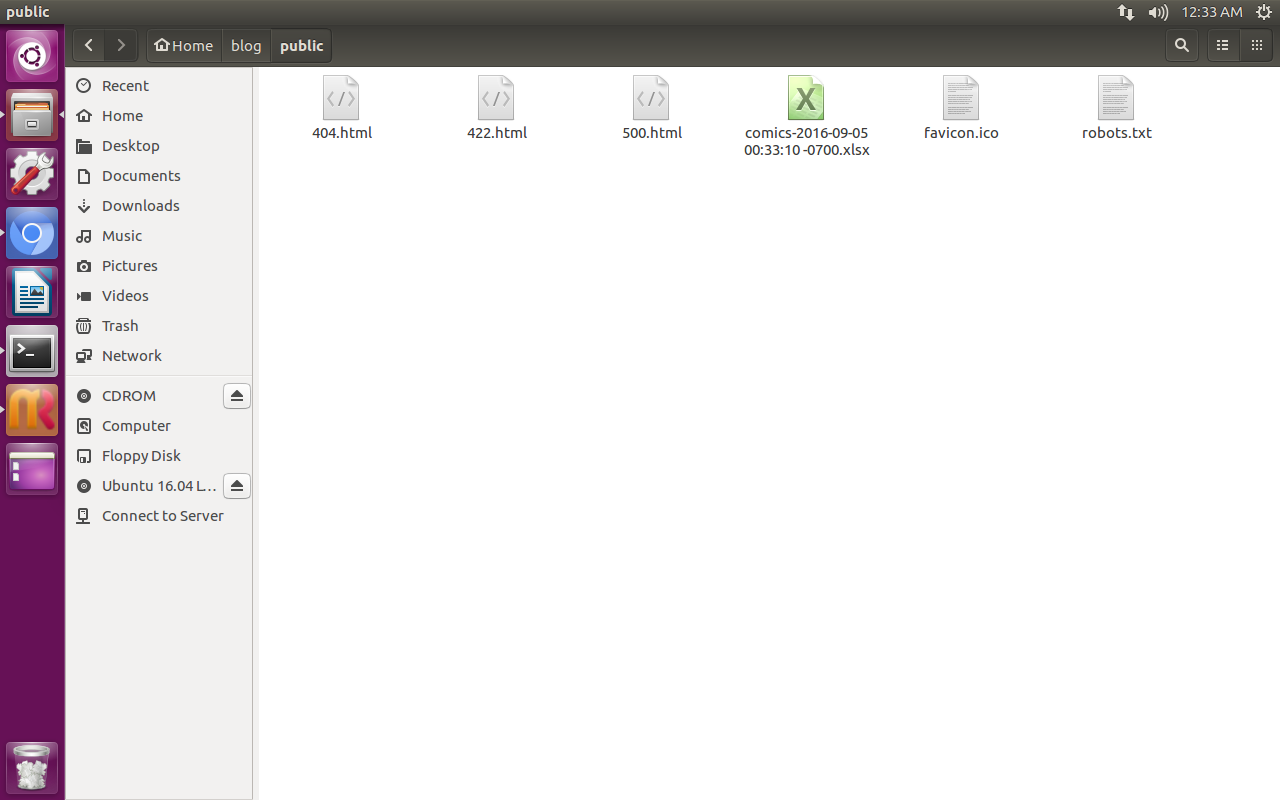 public
12:33 AM
Home
blog
public
Recent
Home
Desktop
Documents
Downloads
Music
Pictures
Videos
Trash
Network
CDROM
Computer
Floppy Disk
Ubuntu 16.04 L...
Connect to Server
404.html
422.html
500.html
comics-2016-09-05
00:33:10 -0700.xlsx
favicon.ico
robots.txt